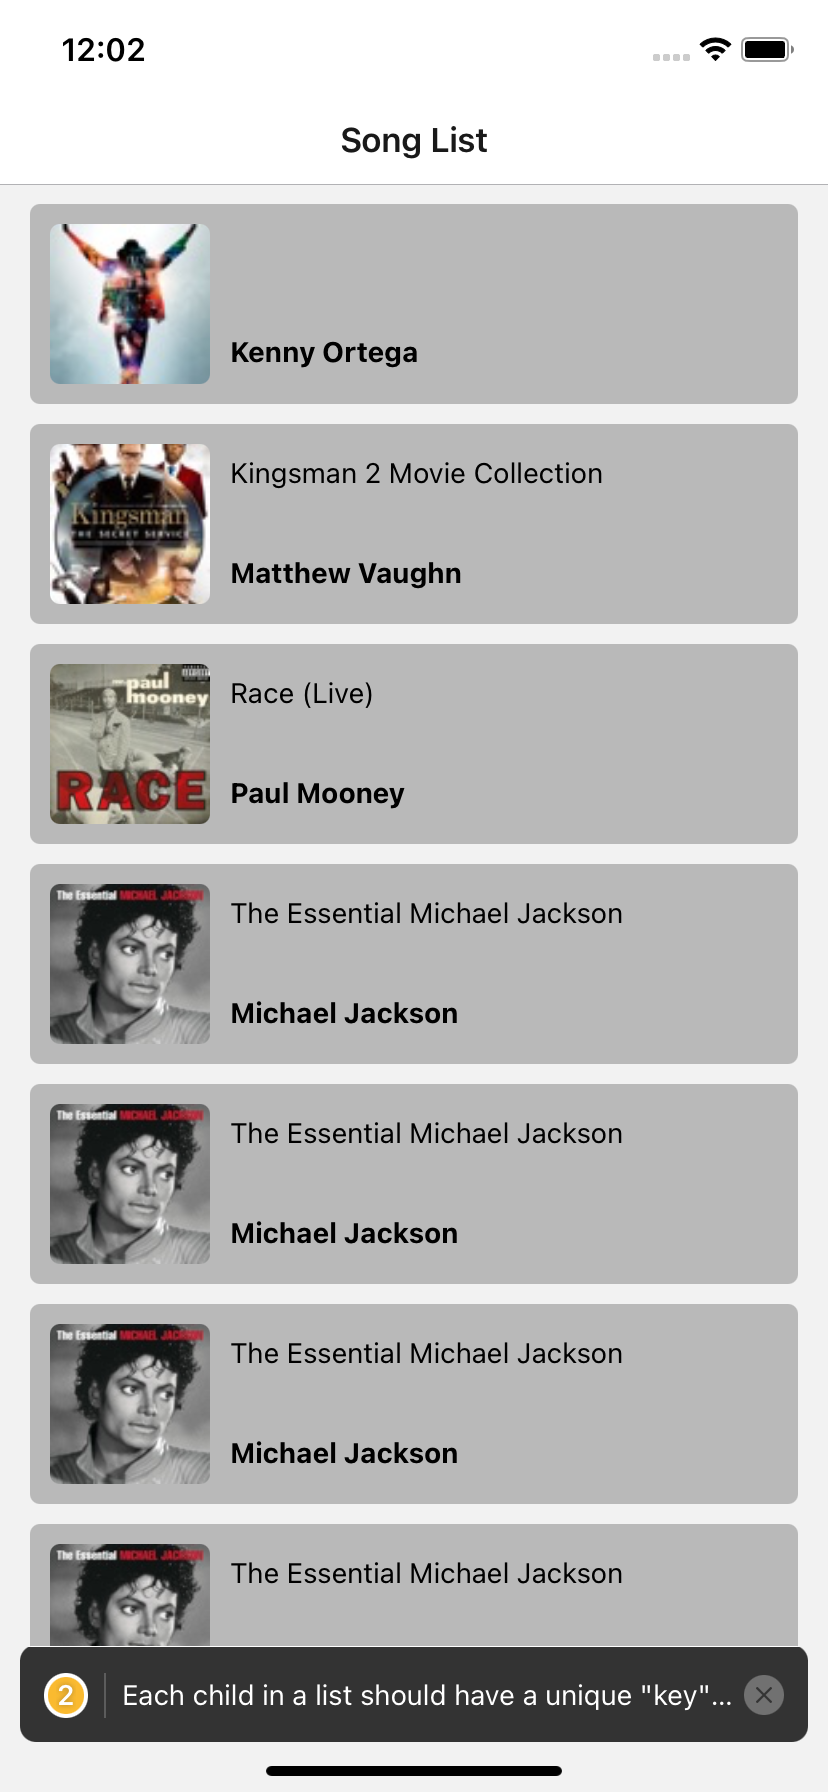 12:02
Song List
Kenny Ortega
Kingsman
THE SECRET SERVICE
Kingsman 2 Movie Collection
Matthew Vaughn
paul
mooney
RACE
Race (Live)
Paul Mooney
The Essential MICHAEL JACKSON
The Essential Michael Jackson
Michael Jackson
The Essential MICHAEL JACKSON
The Essential Michael Jackson
Michael Jackson
The Essential MICHAEL JACKSON
The Essential Michael Jackson
Michael Jackson
The Essential MICHAEL JACKSON
The Essential Michael Jackson
2 Each child in a list should have a unique "key"...